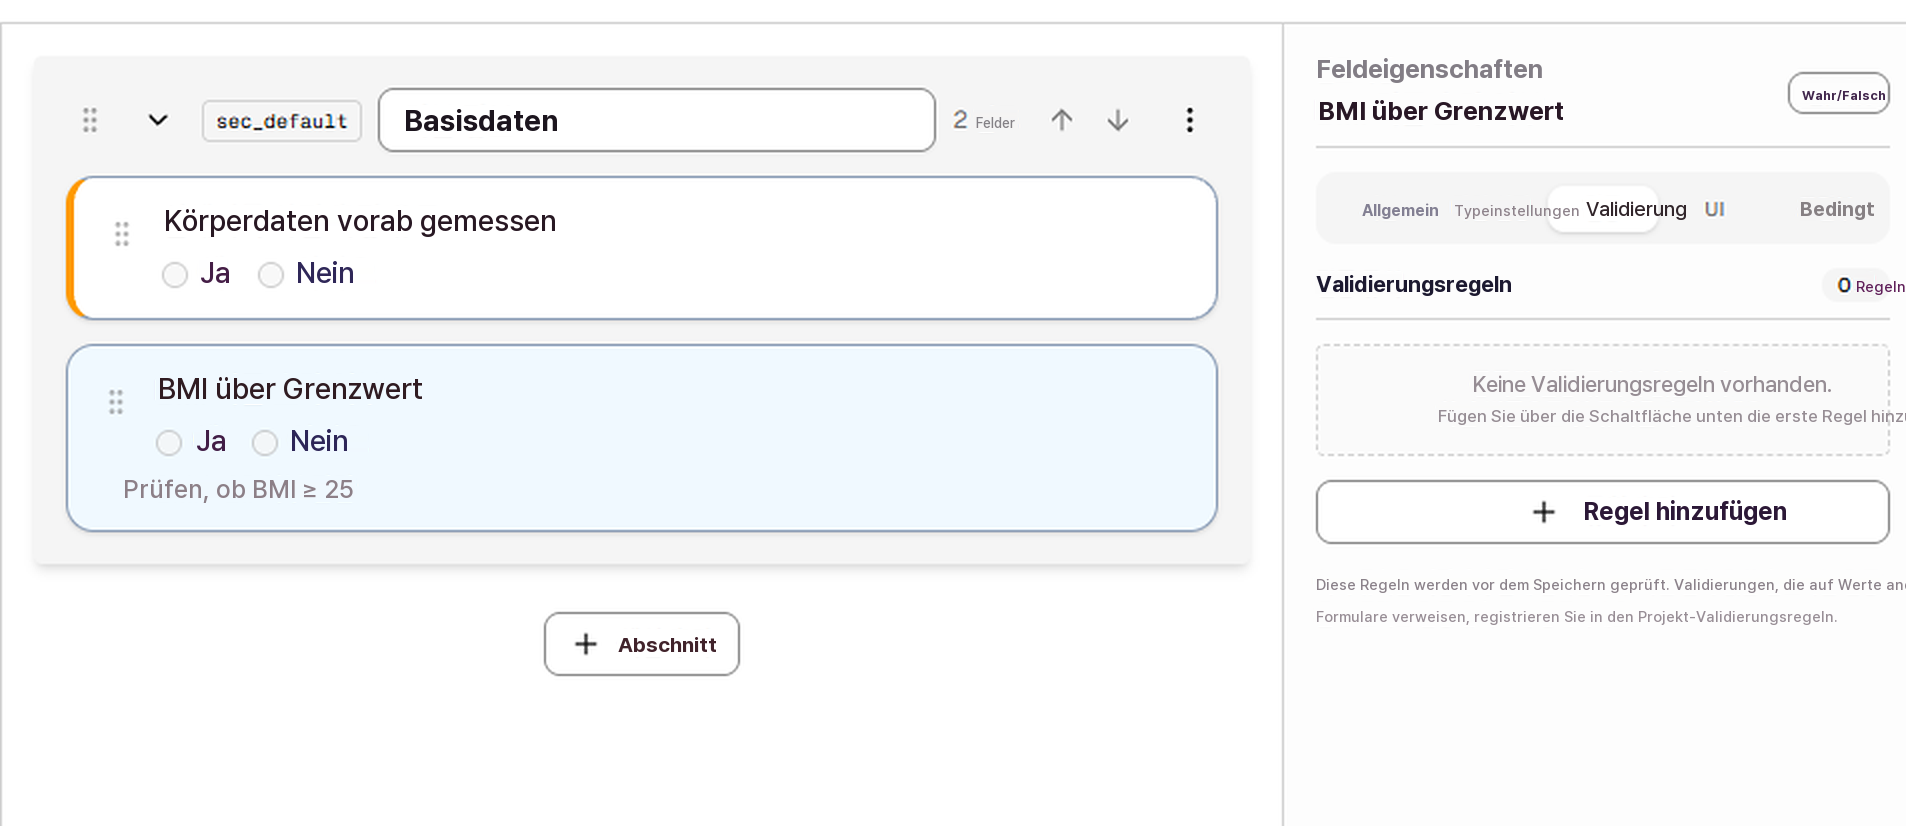 sec_default Basisdaten 2 Felder
Körperdaten vorab gemessen
Ja Nein
BMI über Grenzwert
Ja Nein
Prüfen, ob BMI ≥ 25
+ Abschnitt
Feldeigenschaften
BMI über Grenzwert
Wahr/Falsch
Allgemein Typeinstellungen Validierung UI Bedingt
Validierungsregeln 0 Regeln
Keine Validierungsregeln vorhanden.
Fügen Sie über die Schaltfläche unten die erste Regel
+ Regel hinzufügen
Diese Regeln werden vor dem Speichern geprüft. Validierungen, die auf Werte
Formulare verweisen, registrieren Sie in den Projekt-Validierungsregeln.